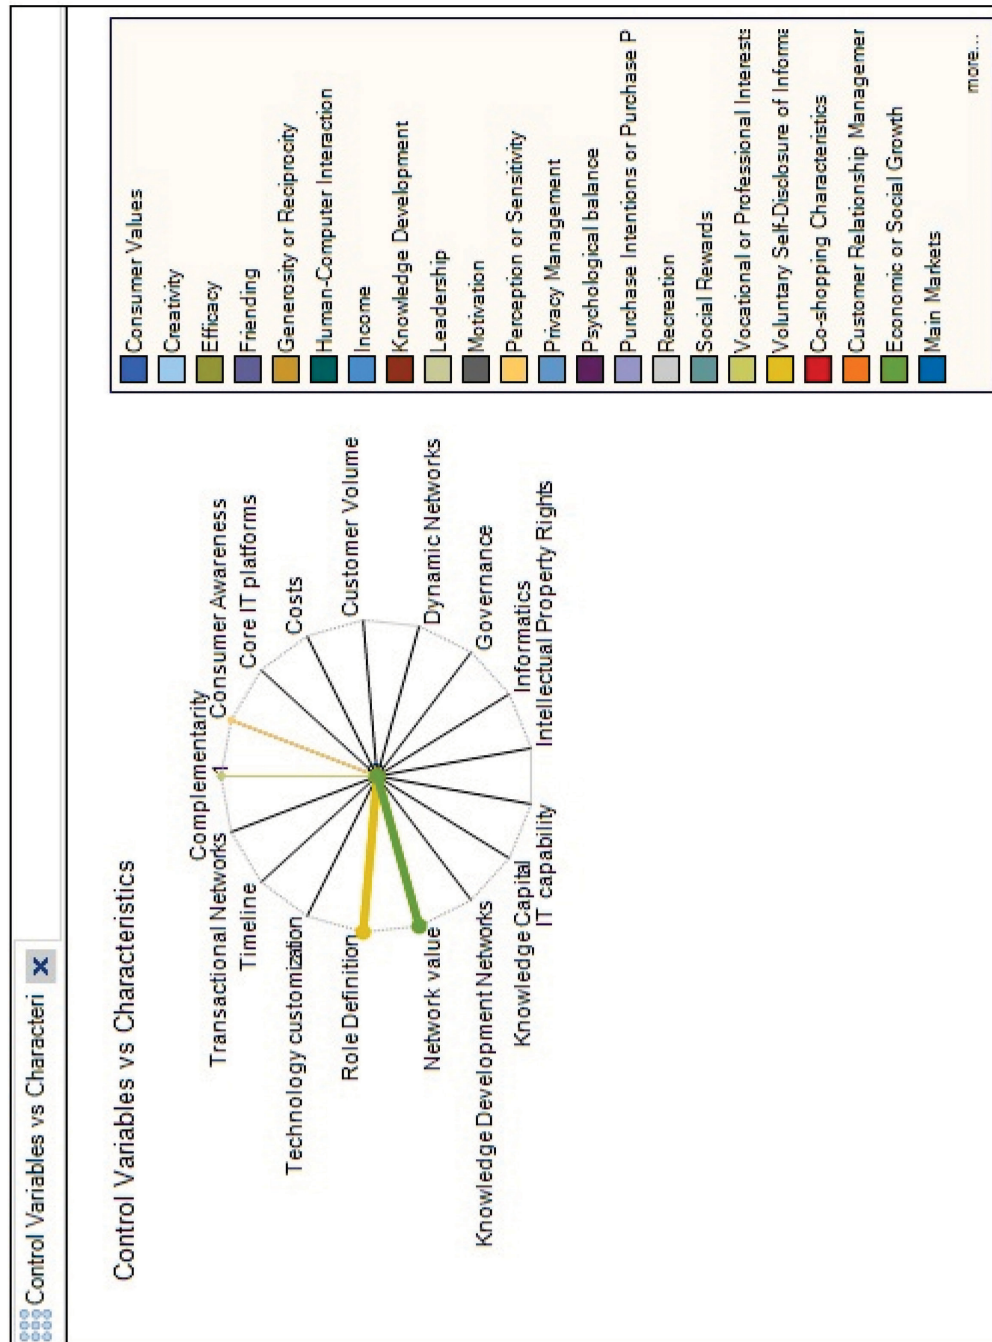 Control Variables vs Characteri
Control Variables vs Characteristics
Complementarity
1
Consumer Awareness
Core IT platforms
Costs
Customer Volume
Dynamic Networks
Governance
Informatics
Intellectual Property Rights
IT capability
Knowledge Capital
Knowledge Development Networks
Network value
Role Definition
Technology customization
Timeline
Transactional Networks
Consumer Values
Creativity
Efficacy
Friending
Generosity or Reciprocity
Human-Computer Interaction
Income
Knowledge Development
Leadership
Motivation
Perception or Sensitivity
Privacy Management
Psychological balance
Purchase Intentions or Purchase P
Recreation
Social Rewards
Vocational or Professional Interests
Voluntary Self-Disclosure of Informa
Co-shopping Characteristics
Customer Relationship Managemer
Economic or Social Growth
Main Markets
more...